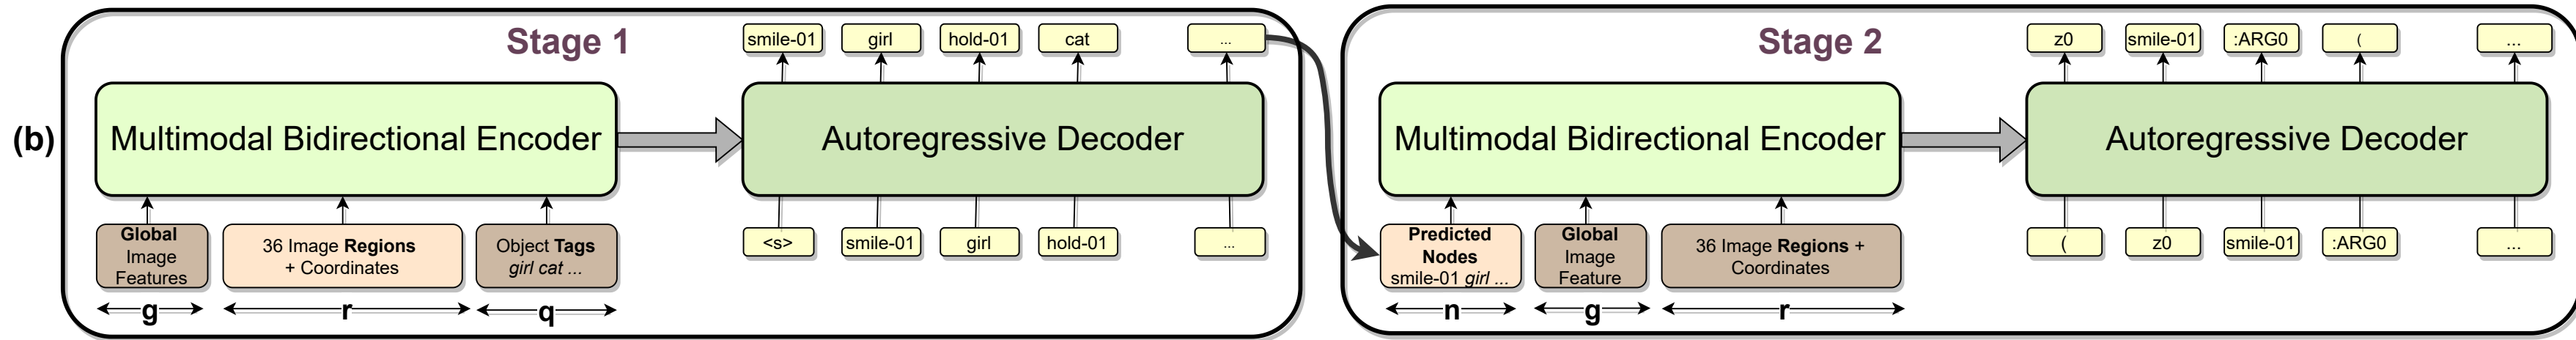 (b)
Stage 1
smile-01 girl hold-01 cat ...
Multimodal Bidirectional Encoder
Autoregressive Decoder
Global
Image
Features
36 Image Regions
+ Coordinates
Object Tags
girl cat ...
<s> smile-01 girl hold-01 ...
g r q
Stage 2
z0 smile-01 :ARG0 ( ...
Multimodal Bidirectional Encoder
Autoregressive Decoder
Predicted
Nodes
smile-01 girl ...
Global
Image
Feature
36 Image Regions +
Coordinates
( z0 smile-01 :ARG0 ...
n g r